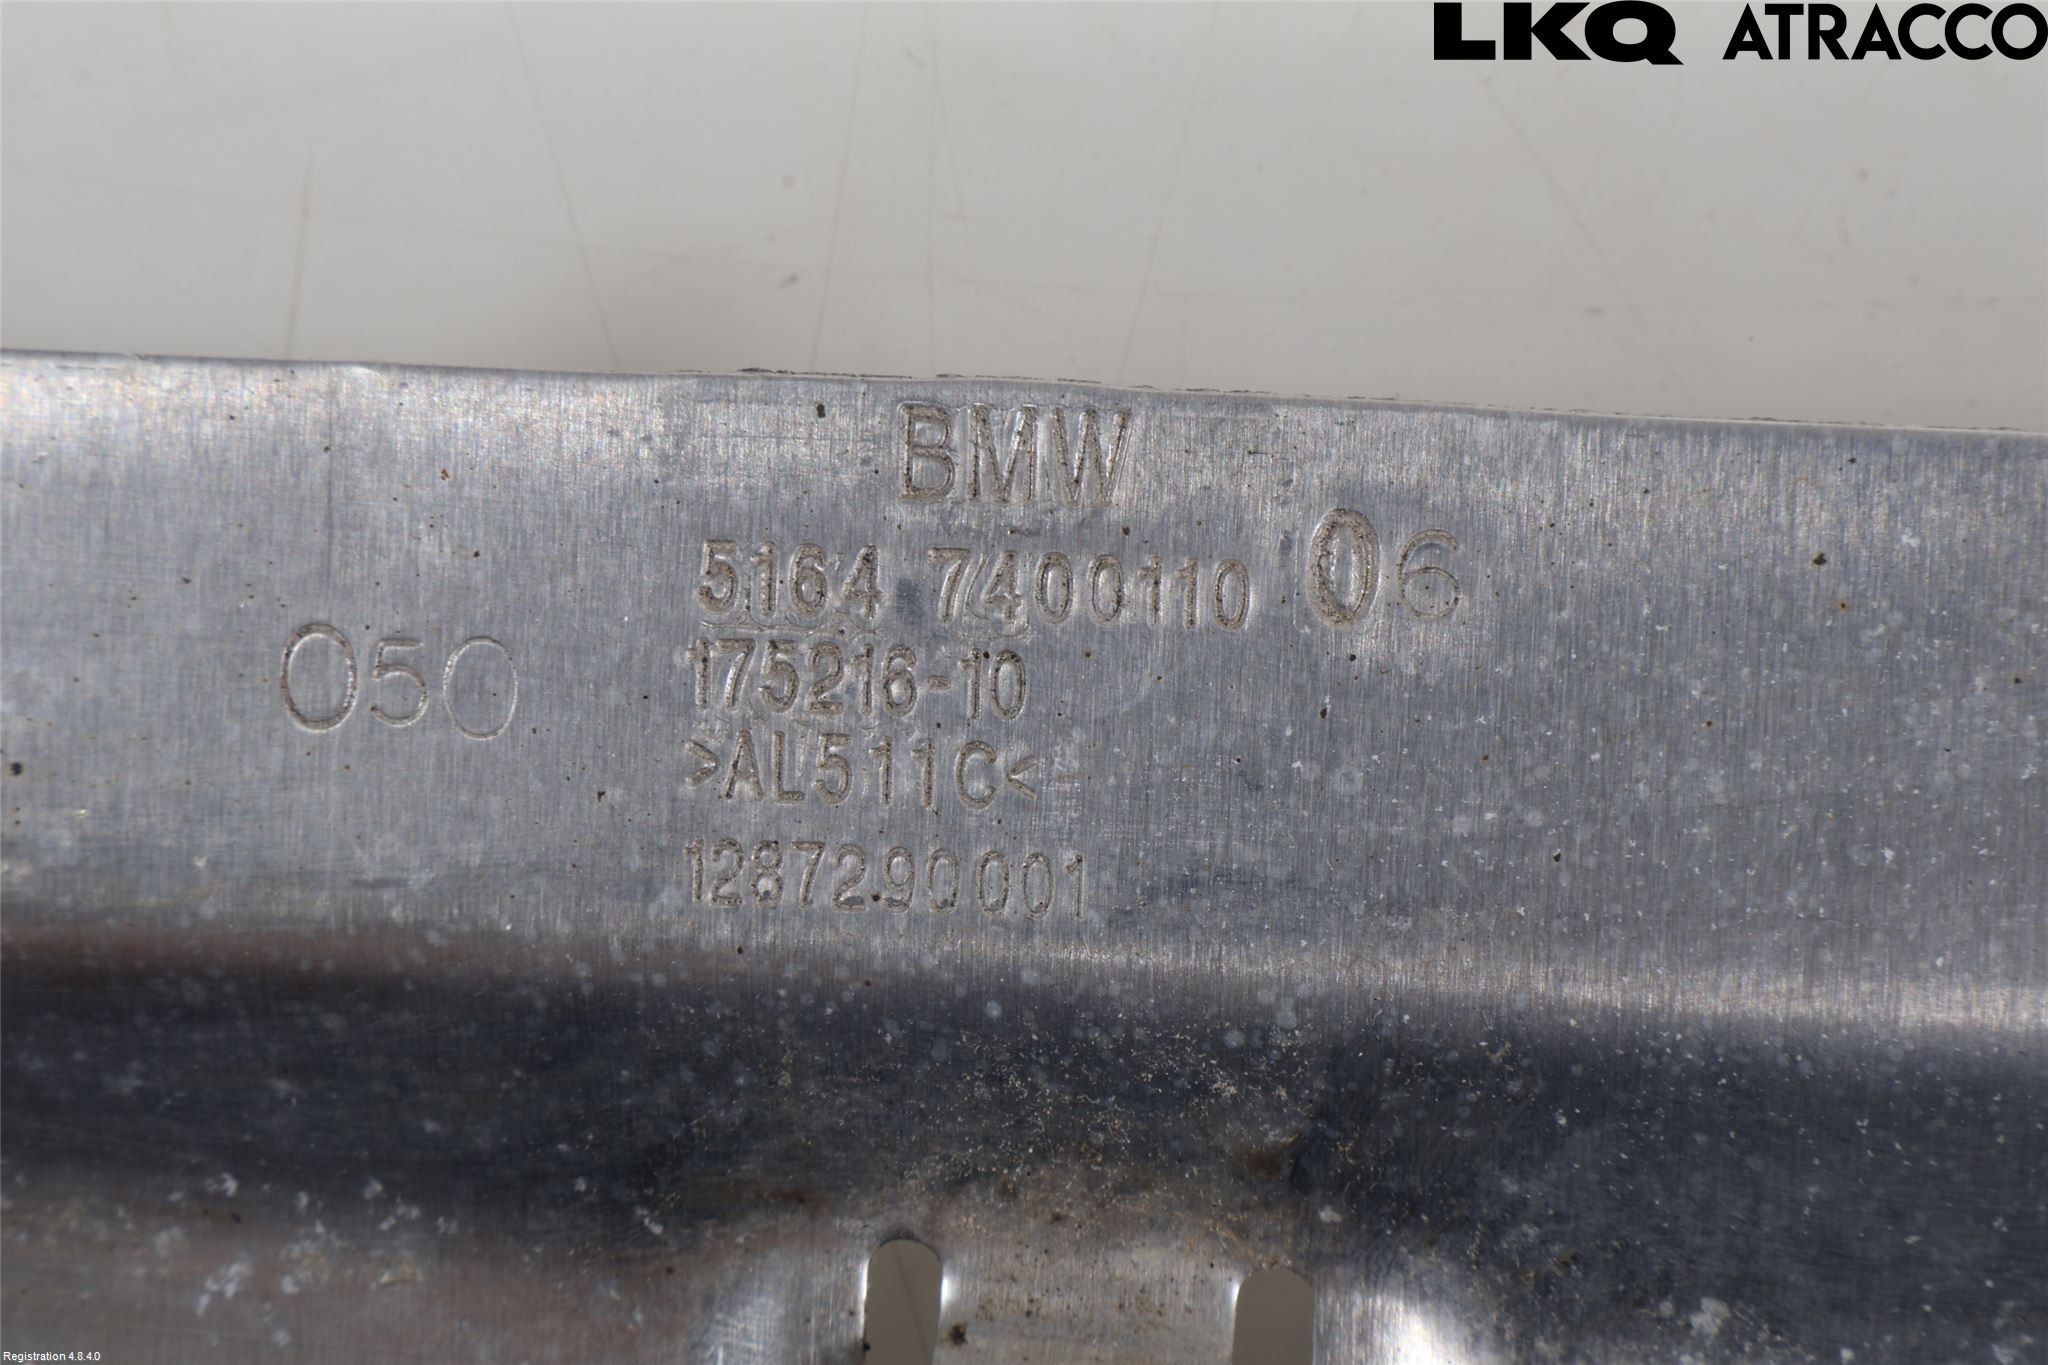 LKQ ATRACCO
BMW
5164 7400110 06
050
175216-10
>AL511C<
1287290001
Registration 4.8.4.0